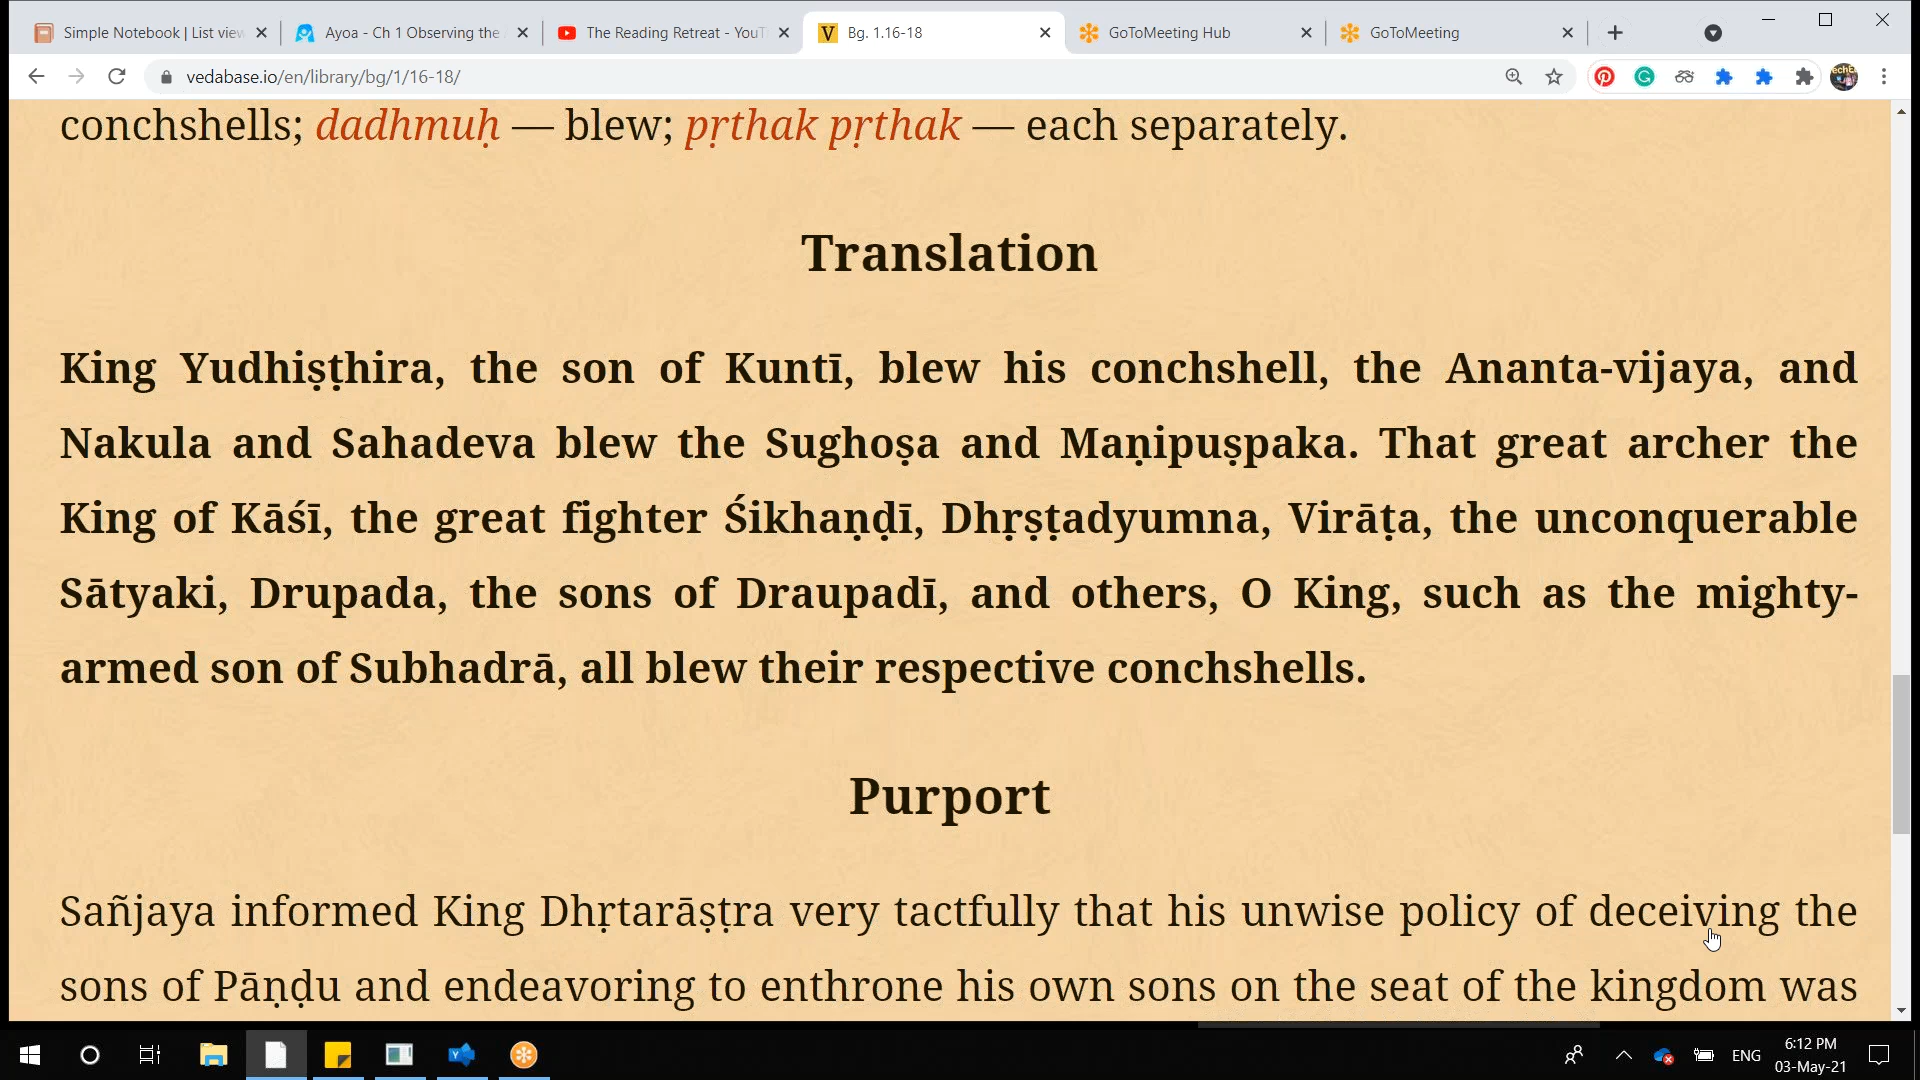 Simple Notebook | List view
Ayoa - Ch 1 Observing the
The Reading Retreat - YouT
V
Bg. 1.16-18
GoToMeeting Hub
GoToMeeting
vedabase.io/en/library/bg/1/16-18/
conchshells; dadhmuḥ — blew; pṛthak pṛthak — each separately.
Translation
King Yudhiṣṭhira, the son of Kuntī, blew his conchshell, the Ananta-vijaya, and
Nakula and Sahadeva blew the Sughoṣa and Maṇipuṣpaka. That great archer the
King of Kāśī, the great fighter Śikhaṇḍī, Dhṛṣṭadyumna, Virāṭa, the unconquerable
Sātyaki, Drupada, the sons of Draupadī, and others, O King, such as the mighty-
armed son of Subhadrā, all blew their respective conchshells.
Purport
Sañjaya informed King Dhṛtarāṣṭra very tactfully that his unwise policy of deceiving the
sons of Pāṇḍu and endeavoring to enthrone his own sons on the seat of the kingdom was
ENG
6:12 PM
03-May-21